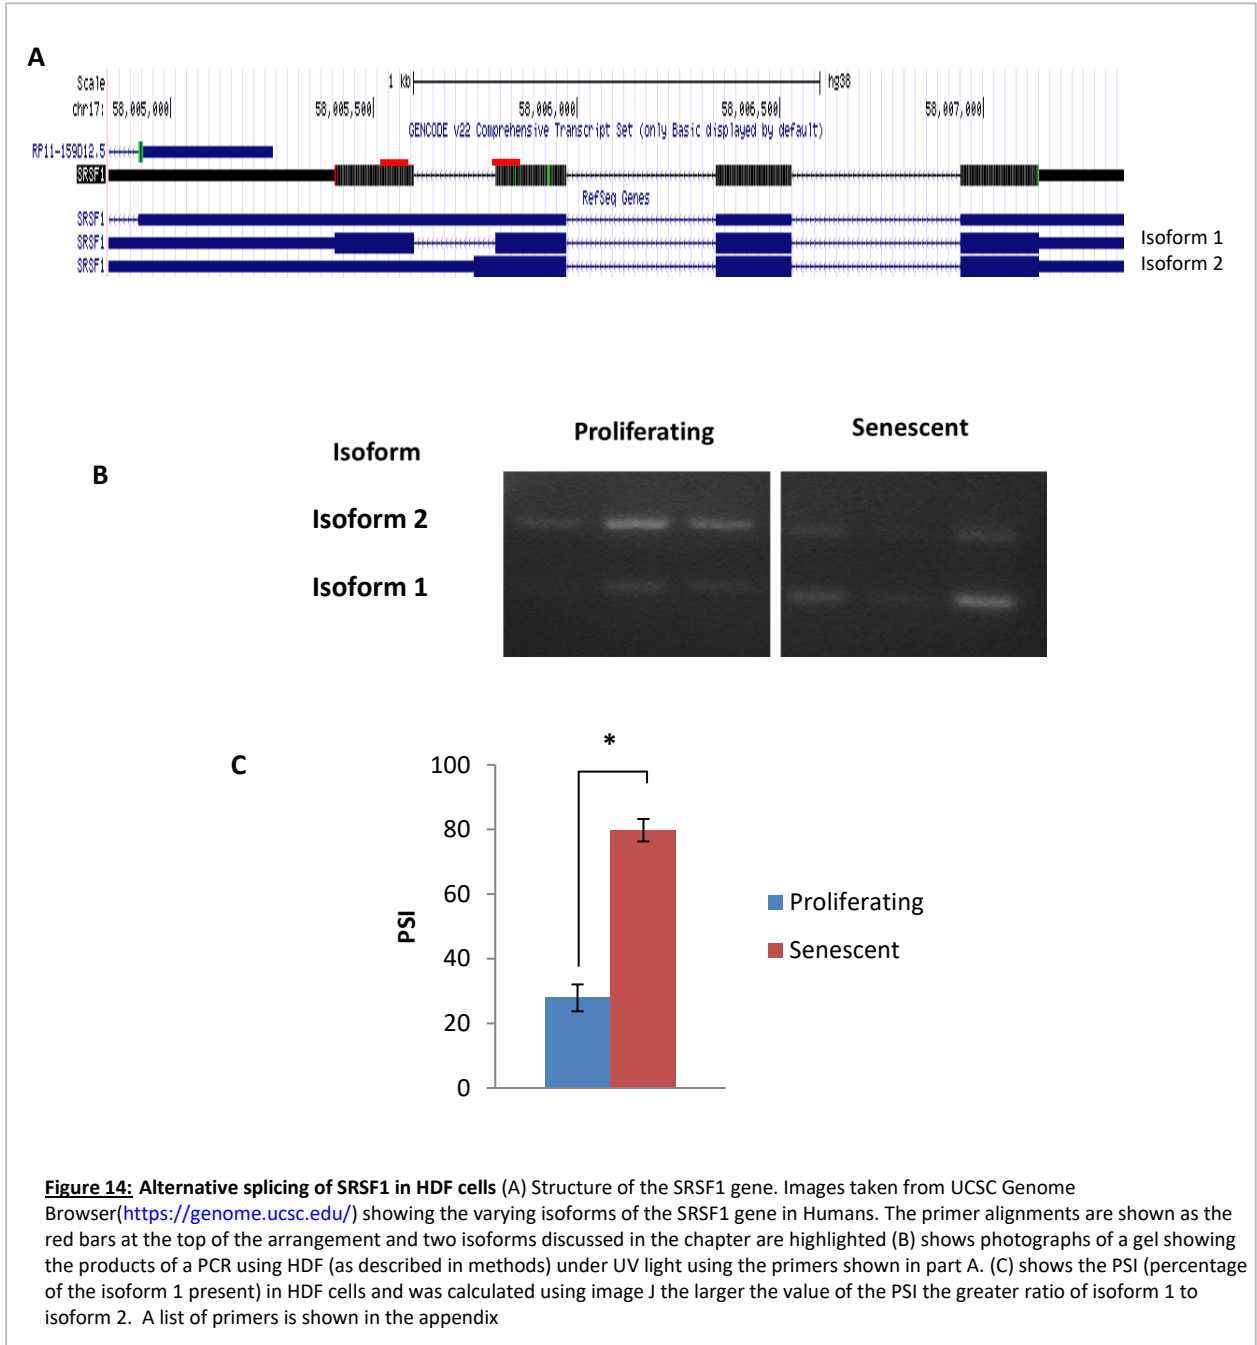 A
Scale
1 kb
hg38
chr17:
58,005,000
58,005,500
58,006,000
58,006,500
58,007,000
GENCODE v22 Comprehensive Transcript Set (only Basic displayed by default)
RP11-159D12.5
SRSF1
RefSeq Genes
SRSF1
SRSF1
Isoform 1
SRSF1
Isoform 2
B
Isoform
Proliferating
Senescent
Isoform 2
Isoform 1
C
*
PSI
100
80
60
40
20
0
Proliferating
Senescent
Figure 14: Alternative splicing of SRSF1 in HDF cells (A) Structure of the SRSF1 gene. Images taken from UCSC Genome
Browser(https://genome.ucsc.edu/) showing the varying isoforms of the SRSF1 gene in Humans. The primer alignments are shown as the
red bars at the top of the arrangement and two isoforms discussed in the chapter are highlighted (B) shows photographs of a gel showing
the products of a PCR using HDF (as described in methods) under UV light using the primers shown in part A. (C) shows the PSI (percentage
of the isoform 1 present) in HDF cells and was calculated using image J the larger the value of the PSI the greater ratio of isoform 1 to
isoform 2. A list of primers is shown in the appendix